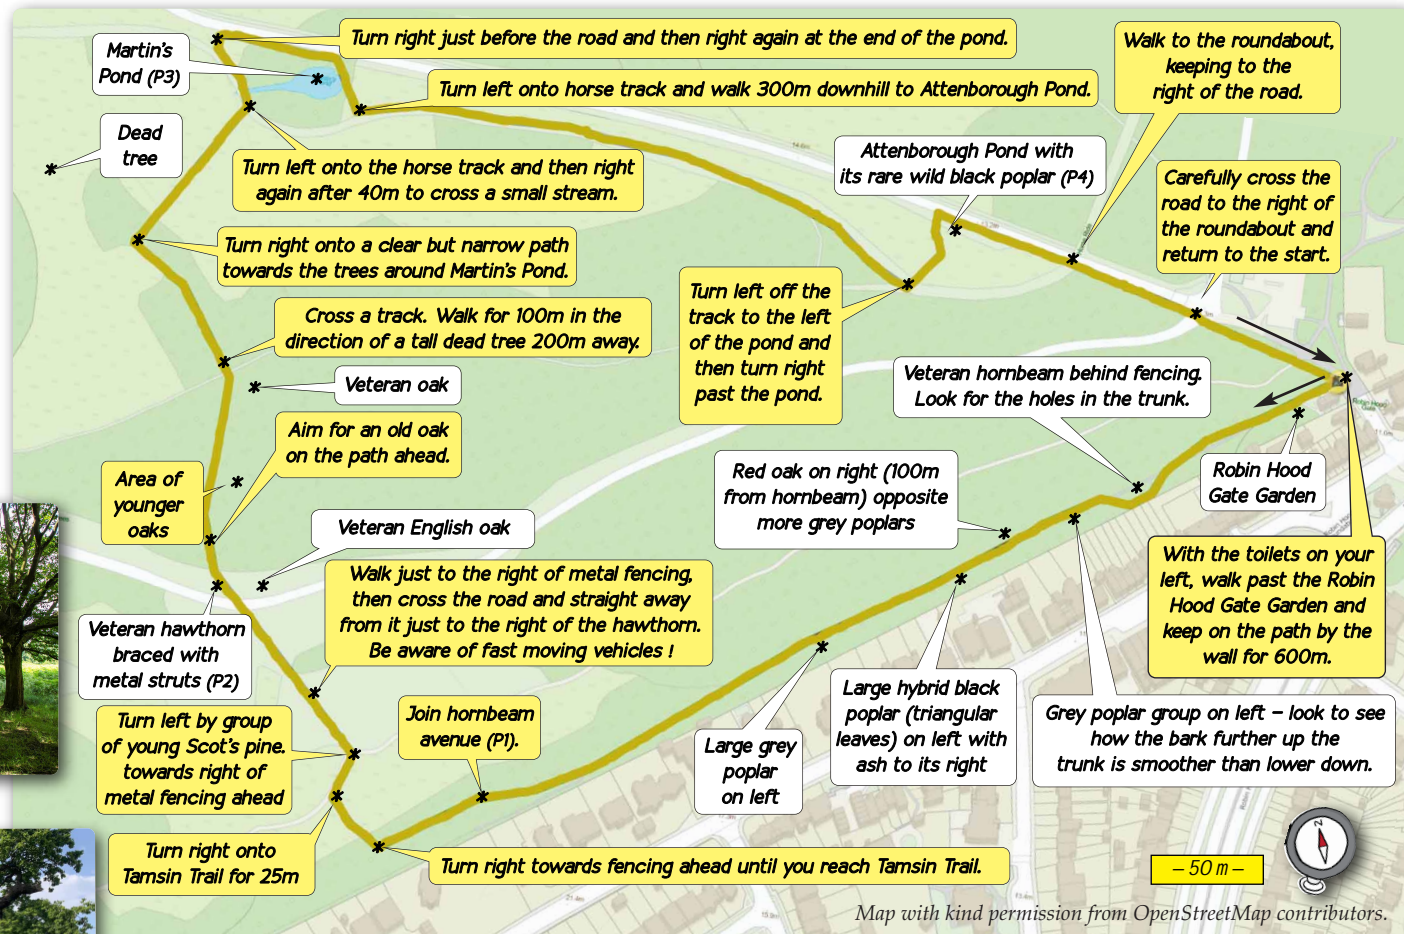 Turn right just before the road and then right again at the end of the pond.
Martin's
Pond (P3)
Turn left onto horse track and walk 300m downhill to Attenborough Pond.
Walk to the roundabout,
keeping to the
right of the road.
Dead
tree
Turn left onto the horse track and then right
again after 40m to cross a small stream.
Attenborough Pond with
its rare wild black poplar (P4)
Carefully cross the
road to the right of
the roundabout and
return to the start.
Turn right onto a clear but narrow path
towards the trees around Martin's Pond.
Turn left off the
track to the left
of the pond and
then turn right
past the pond.
Cross a track. Walk for 100m in the
direction of a tall dead tree 200m away.
Veteran oak
Veteran hornbeam behind fencing.
Look for the holes in the trunk.
Aim for an old oak
on the path ahead.
Area of
younger
oaks
Red oak on right (100m
from hornbeam) opposite
more grey poplars
Robin Hood
Gate Garden
Veteran English oak
With the toilets on your
left, walk past the Robin
Hood Gate Garden and
keep on the path by the
wall for 600m.
Walk just to the right of metal fencing,
then cross the road and straight away
from it just to the right of the hawthorn.
Be aware of fast moving vehicles !
Veteran hawthorn
braced with
metal struts (P2)
Large hybrid black
poplar (triangular
leaves) on left with
ash to its right
Grey poplar group on left – look to see
how the bark further up the
trunk is smoother than lower down.
Join hornbeam
avenue (P1).
Turn left by group
of young Scot's pine.
towards right of
metal fencing ahead
Large grey
poplar
on left
Turn right onto
Tamsin Trail for 25m
Turn right towards fencing ahead until you reach Tamsin Trail.
N
– 50 m –
Map with kind permission from OpenStreetMap contributors.